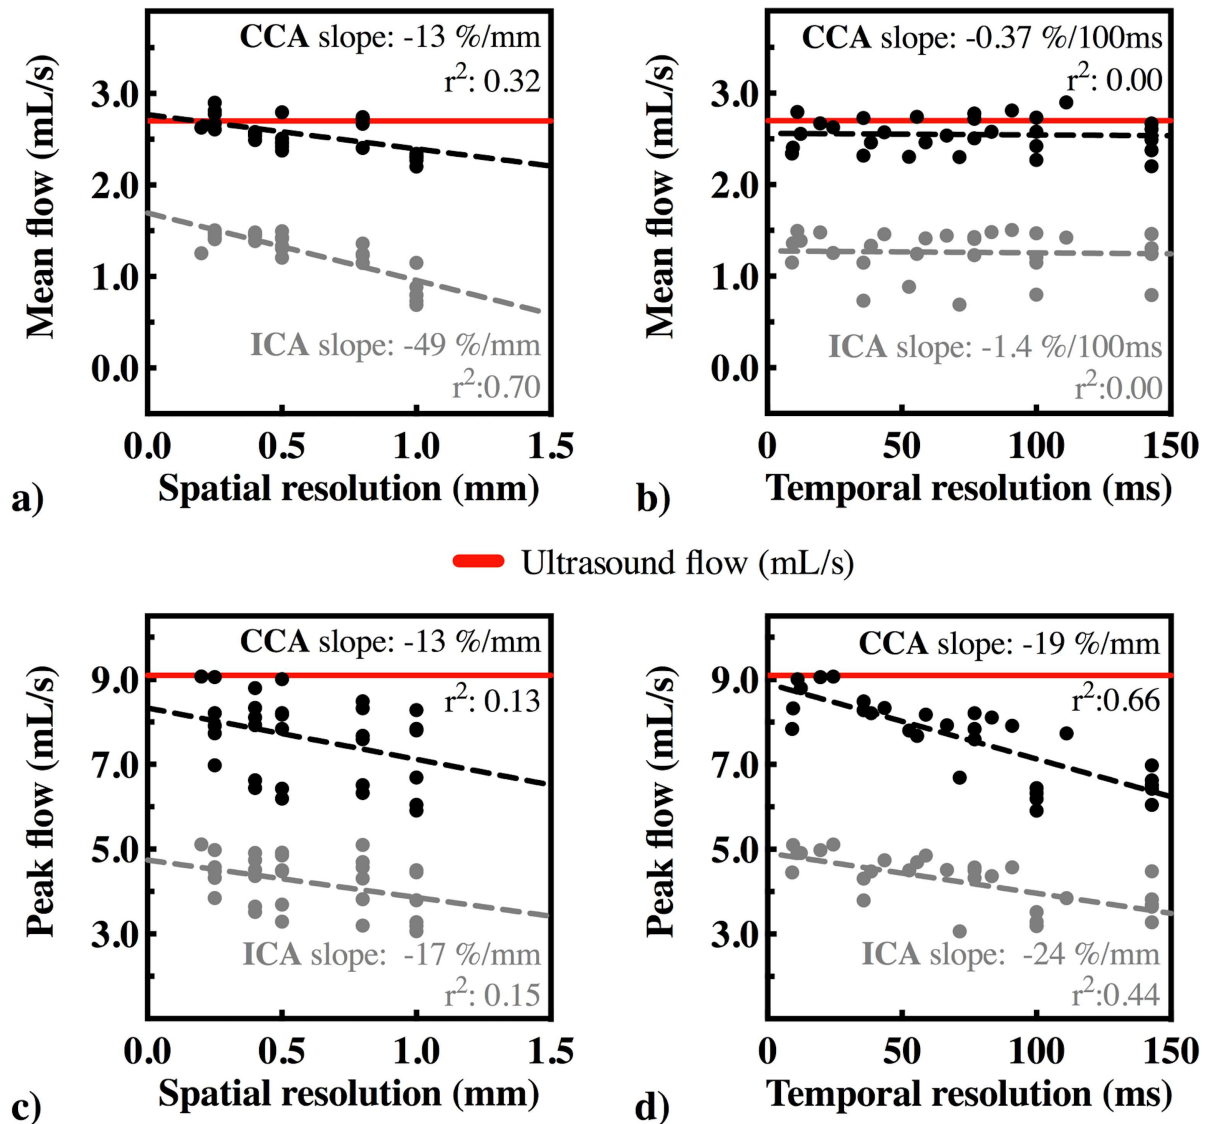 CCA slope: -13 %/mm
r²: 0.32
Mean flow (mL/s)
3.0
2.0
1.0
0.0
ICA slope: -49 %/mm
r²:0.70
0.0 0.5 1.0 1.5
Spatial resolution (mm)
a)
CCA slope: -0.37 %/100ms
r²: 0.00
Mean flow (mL/s)
3.0
2.0
1.0
0.0
ICA slope: -1.4 %/100ms
r²:0.00
0 50 100 150
Temporal resolution (ms)
b)
Ultrasound flow (mL/s)
CCA slope: -13 %/mm
r²: 0.13
Peak flow (mL/s)
9.0
7.0
5.0
3.0
ICA slope: -17 %/mm
r²: 0.15
0.0 0.5 1.0 1.5
Spatial resolution (mm)
c)
CCA slope: -19 %/mm
r²:0.66
Peak flow (mL/s)
9.0
7.0
5.0
3.0
ICA slope: -24 %/mm
r²:0.44
0 50 100 150
Temporal resolution (ms)
d)